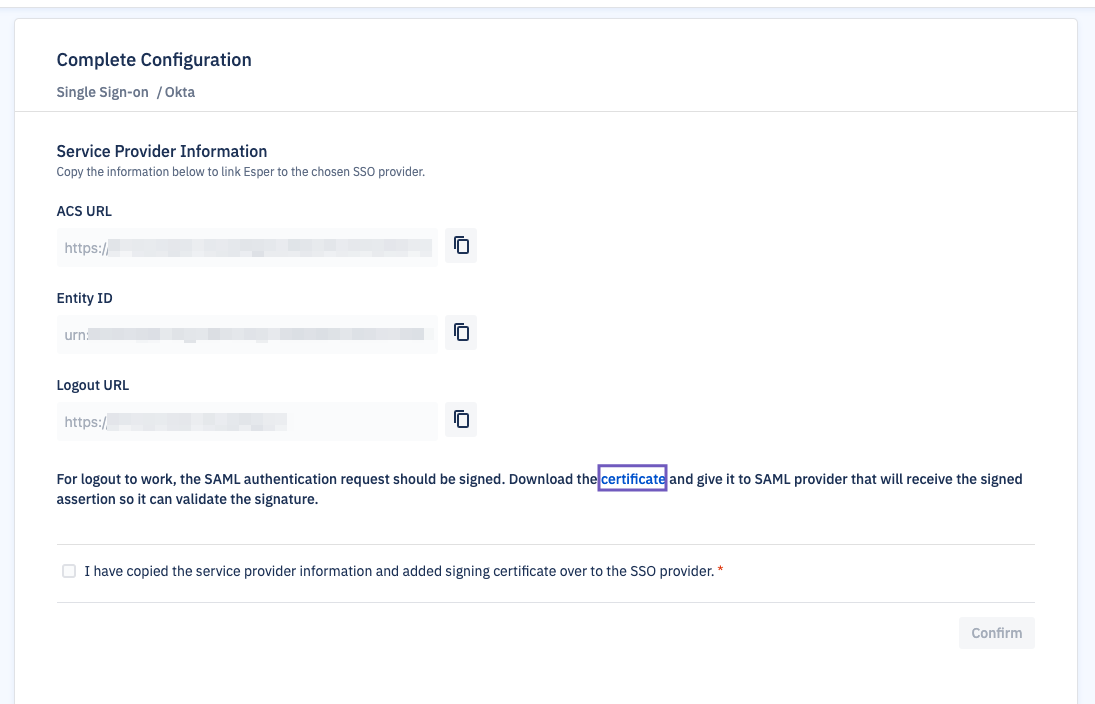 Complete Configuration
Single Sign-on / Okta
Service Provider Information
Copy the information below to link Esper to the chosen SSO provider.
ACS URL
https://
Entity ID
urn:
Logout URL
https:/
For logout to work, the SAML authentication request should be signed. Download the certificate and give it to SAML provider that will receive the signed
assertion so it can validate the signature.
I have copied the service provider information and added signing certificate over to the SSO provider. *
Confirm